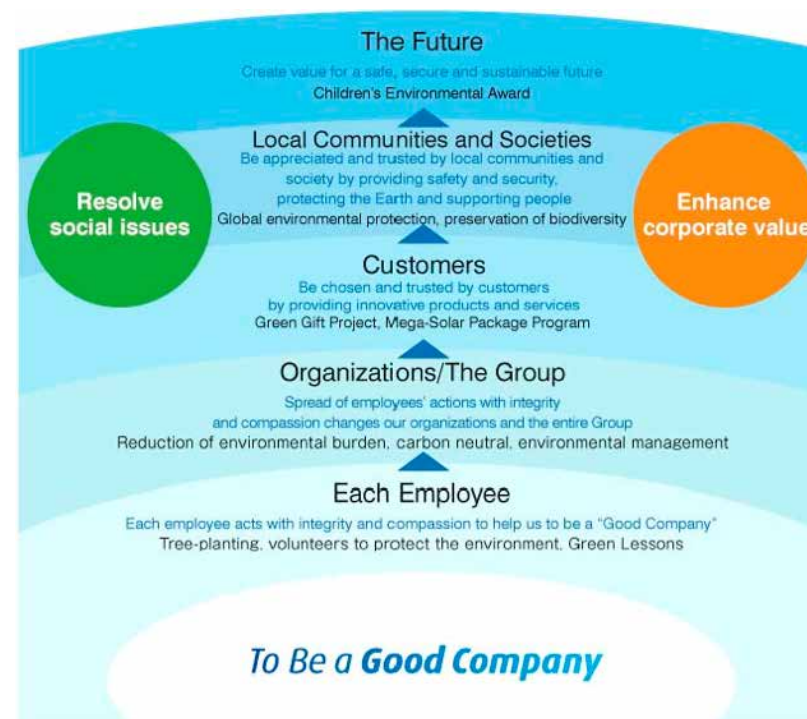 The Future
Create value for a safe, secure and sustainable future
Children's Environmental Award
Local Communities and Societies
Be appreciated and trusted by local communities and
society by providing safety and security,
protecting the Earth and supporting people
Global environmental protection, preservation of biodiversity
Resolve
social issues
Enhance
corporate value
Customers
Be chosen and trusted by customers
by providing innovative products and services
Green Gift Project, Mega-Solar Package Program
Organizations/The Group
Spread of employees' actions with integrity
and compassion changes our organizations and the entire Group
Reduction of environmental burden, carbon neutral, environmental management
Each Employee
Each employee acts with integrity and compassion to help us to be a "Good Company"
Tree-planting, volunteers to protect the environment, Green Lessons
To Be a Good Company